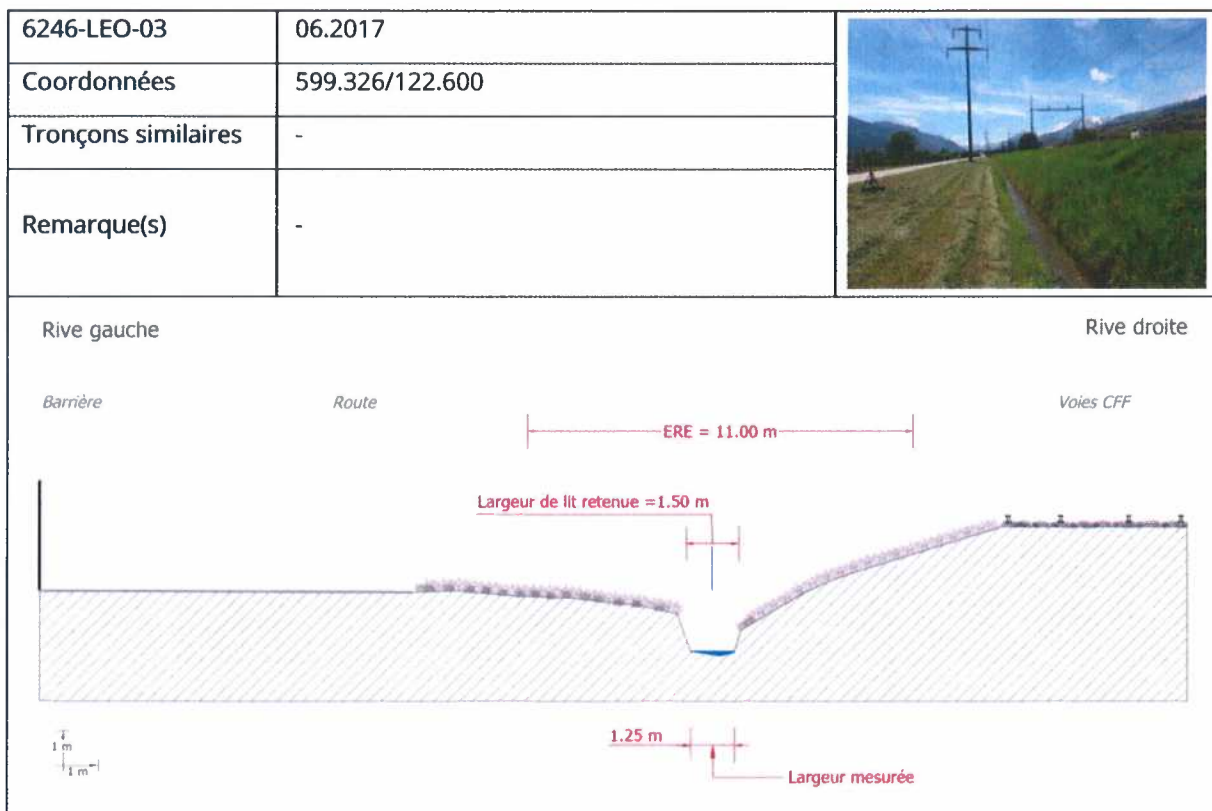 6246-LEO-03 06.2017
Coordonnées 599.326/122.600
Tronçons similaires -
Remarque(s) -
Rive gauche Rive droite
Barrière Route Voies CFF
ERE = 11.00 m
Largeur de lit retenue =1.50 m
1 m
1 m
1.25 m
Largeur mesurée